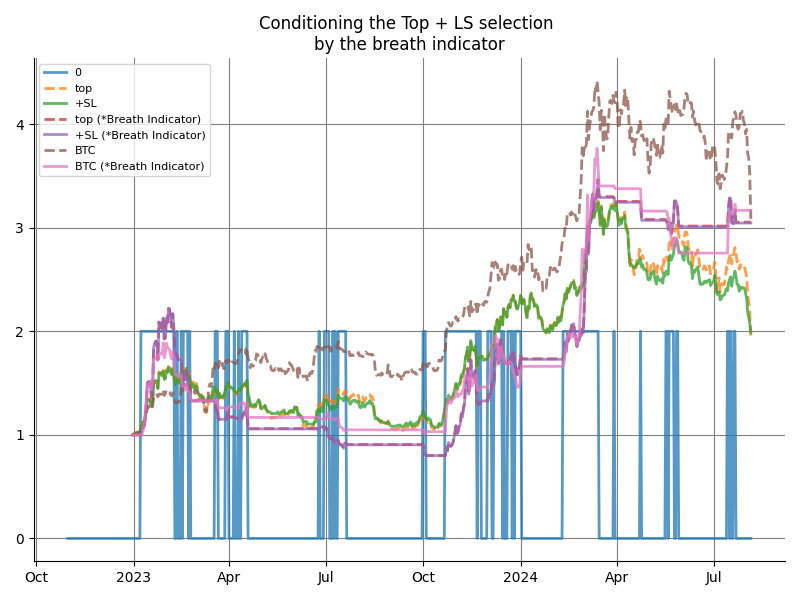 Conditioning the Top + LS selection
by the breath indicator
0
top
+SL
top (*Breath Indicator)
+SL (*Breath Indicator)
BTC
BTC (*Breath Indicator)
4
3
2
1
0
Oct
2023
Apr
Jul
Oct
2024
Apr
Jul